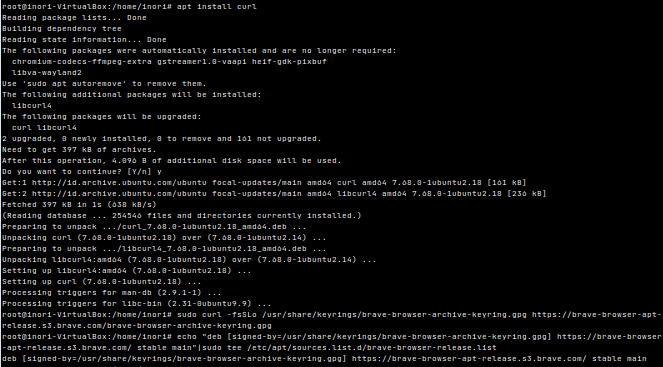 root@inori-VirtualBox:/home/inori# apt install curl
Reading package lists... Done
Building dependency tree
Reading state information... Done
The following packages were automatically installed and are no longer required:
  chromium-codecs-ffmpeg-extra gstreamer1.0-vaapi heif-gdk-pixbuf
  libva-wayland2
Use 'sudo apt autoremove' to remove them.
The following additional packages will be installed:
  libcurl4
The following packages will be upgraded:
  curl libcurl4
2 upgraded, 0 newly installed, 0 to remove and 161 not upgraded.
Need to get 397 kB of archives.
After this operation, 4.096 B of additional disk space will be used.
Do you want to continue? [Y/n] y
Get:1 http://id.archive.ubuntu.com/ubuntu focal-updates/main amd64 curl amd64 7.68.0-1ubuntu2.18 [161 kB]
Get:2 http://id.archive.ubuntu.com/ubuntu focal-updates/main amd64 libcurl4 amd64 7.68.0-1ubuntu2.18 [236 kB]
Fetched 397 kB in 1s (638 kB/s)
(Reading database ... 254546 files and directories currently installed.)
Preparing to unpack .../curl_7.68.0-1ubuntu2.18_amd64.deb ...
Unpacking curl (7.68.0-1ubuntu2.18) over (7.68.0-1ubuntu2.14) ...
Preparing to unpack .../libcurl4_7.68.0-1ubuntu2.18_amd64.deb ...
Unpacking libcurl4:amd64 (7.68.0-1ubuntu2.18) over (7.68.0-1ubuntu2.14) ...
Setting up libcurl4:amd64 (7.68.0-1ubuntu2.18) ...
Setting up curl (7.68.0-1ubuntu2.18) ...
Processing triggers for man-db (2.9.1-1) ...
Processing triggers for libc-bin (2.31-0ubuntu9.9) ...
root@inori-VirtualBox:/home/inori# sudo curl -fsSLo /usr/share/keyrings/brave-browser-archive-keyring.gpg https://brave-browser-apt-
release.s3.brave.com/brave-browser-archive-keyring.gpg
root@inori-VirtualBox:/home/inori# echo "deb [signed-by=/usr/share/keyrings/brave-browser-archive-keyring.gpg] https://brave-browser
-apt-release.s3.brave.com/ stable main"|sudo tee /etc/apt/sources.list.d/brave-browser-release.list
deb [signed-by=/usr/share/keyrings/brave-browser-archive-keyring.gpg] https://brave-browser-apt-release.s3.brave.com/ stable main